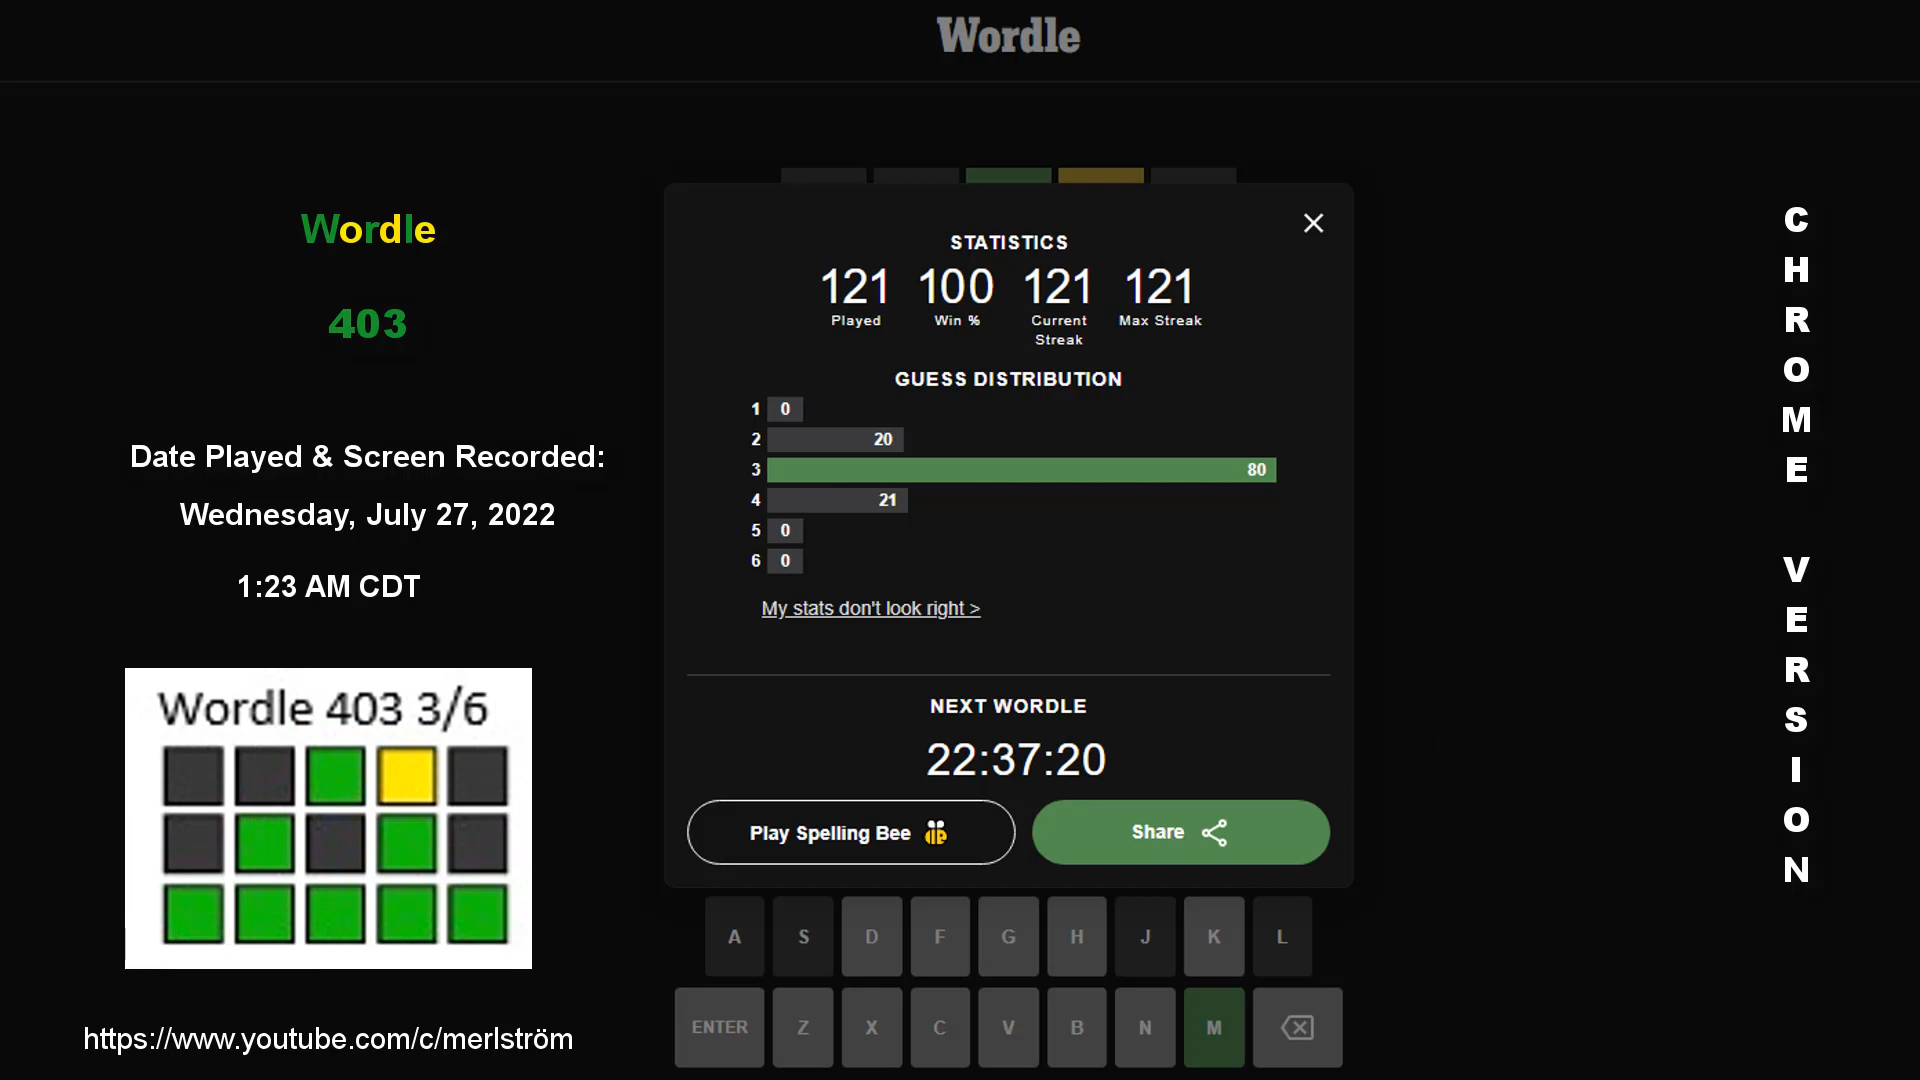 Wordle
Wordle
403
Date Played & Screen Recorded:
Wednesday, July 27, 2022
1:23 AM CDT
Wordle 403 3/6
https://www.youtube.com/c/merlström
STATISTICS
121 100 121 121
Played Win % Current Streak Max Streak
GUESS DISTRIBUTION
1 0
2 20
3 80
4 21
5 0
6 0
My stats don't look right >
NEXT WORDLE
22:37:20
Play Spelling Bee
Share
A S D F G H J K L
ENTER Z X C V B N M
CHROME VERSION